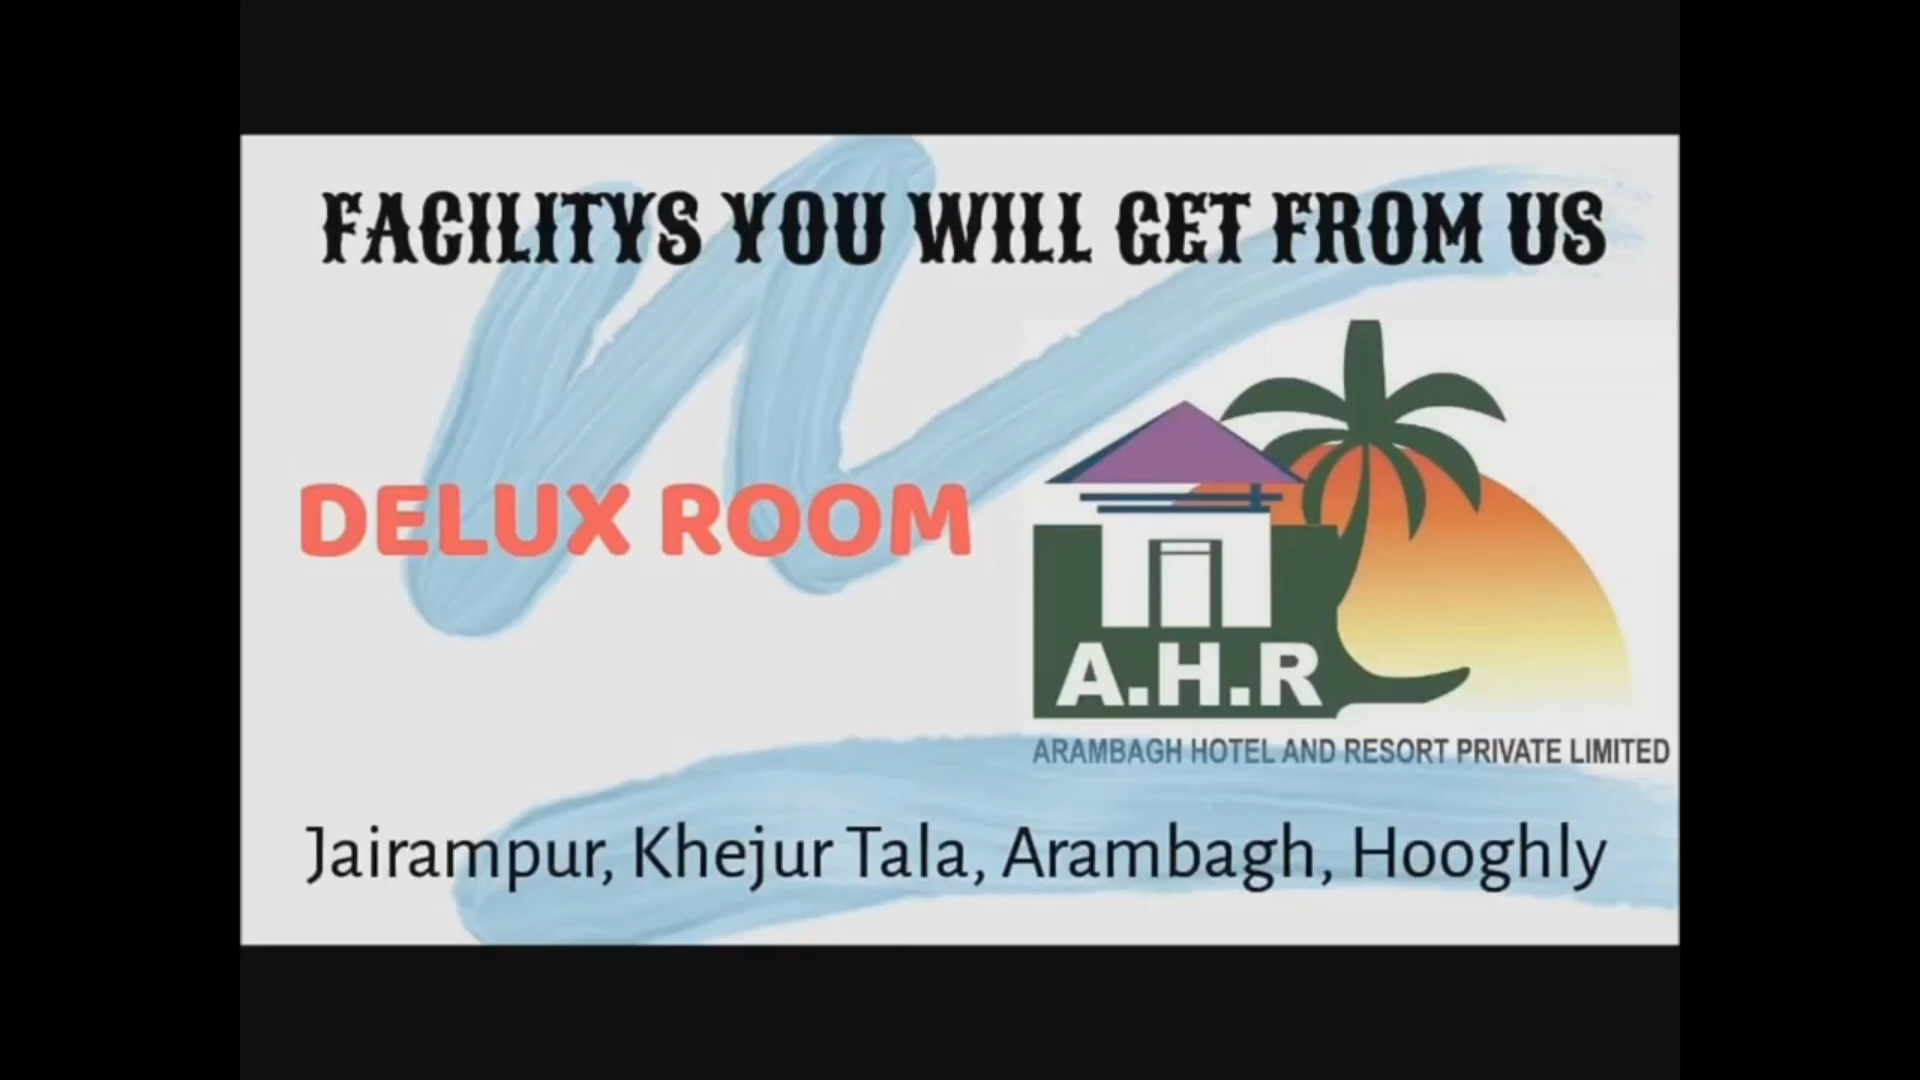 FACILITYS YOU WILL GET FROM US
DELUX ROOM
A.H.R
ARAMBAGH HOTEL AND RESORT PRIVATE LIMITED
Jairampur, Khejur Tala, Arambagh, Hooghly